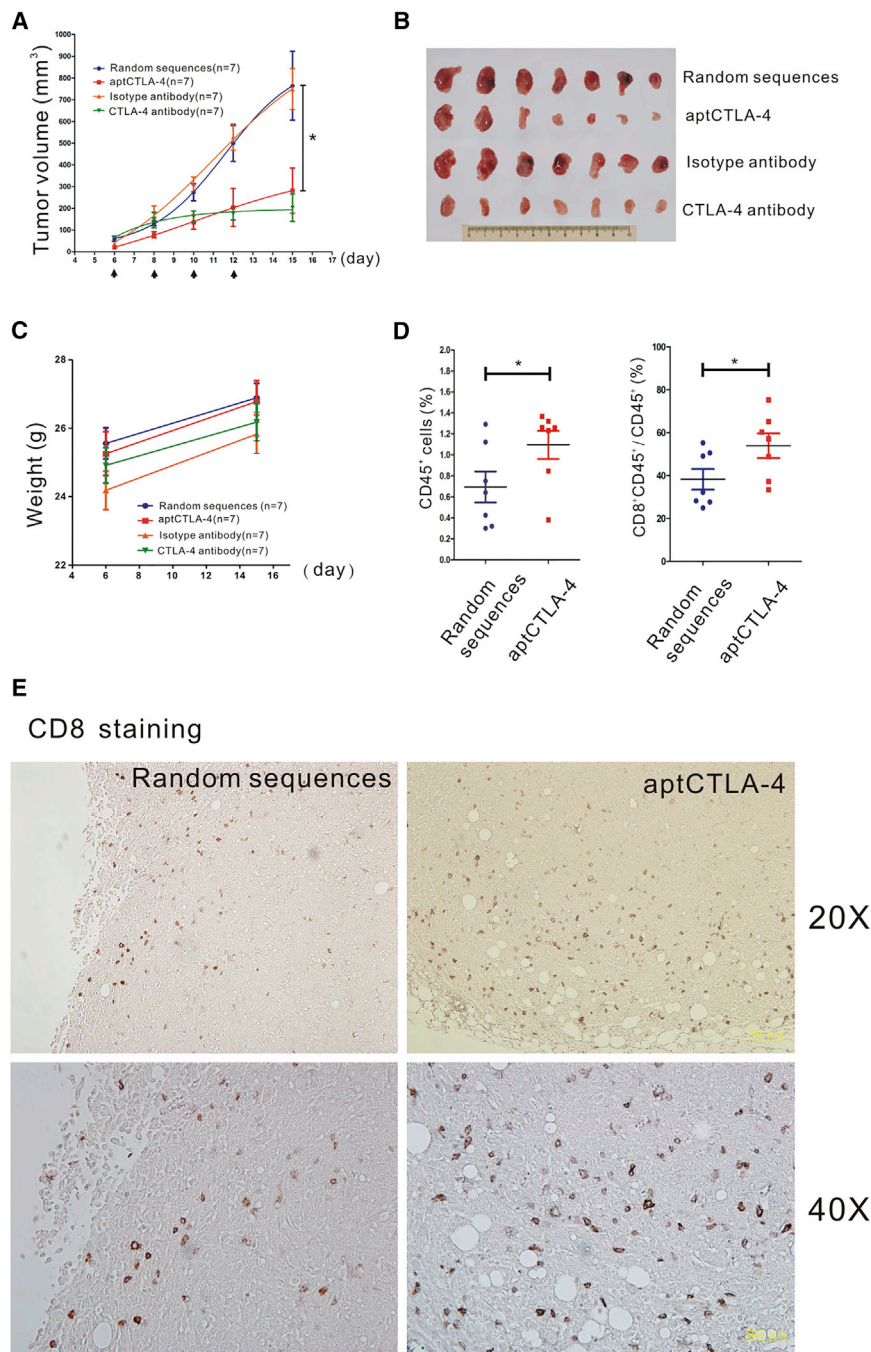 A
Tumor volume (mm³)
1000
900
800
700
600
500
400
300
200
100
0
4 5 6 7 8 9 10 11 12 13 14 15 16 17 (day)
Random sequences(n=7)
aptCTLA-4(n=7)
Isotype antibody(n=7)
CTLA-4 antibody(n=7)
*
B
Random sequences
aptCTLA-4
Isotype antibody
CTLA-4 antibody
C
Weight (g)
28
26
24
22
4 6 8 10 12 14 16 (day)
Random sequences (n=7)
aptCTLA-4(n=7)
Isotype antibody(n=7)
CTLA-4 antibody(n=7)
D
CD45⁺ cells (%)
2.0
1.8
1.6
1.4
1.2
1.0
0.8
0.6
0.4
0.2
0.0
*
Random
sequences
aptCTLA-4
CD8⁺CD45⁺ / CD45⁺ (%)
100
80
60
40
20
0
*
Random
sequences
aptCTLA-4
E
CD8 staining
Random sequences
aptCTLA-4
20X
40X